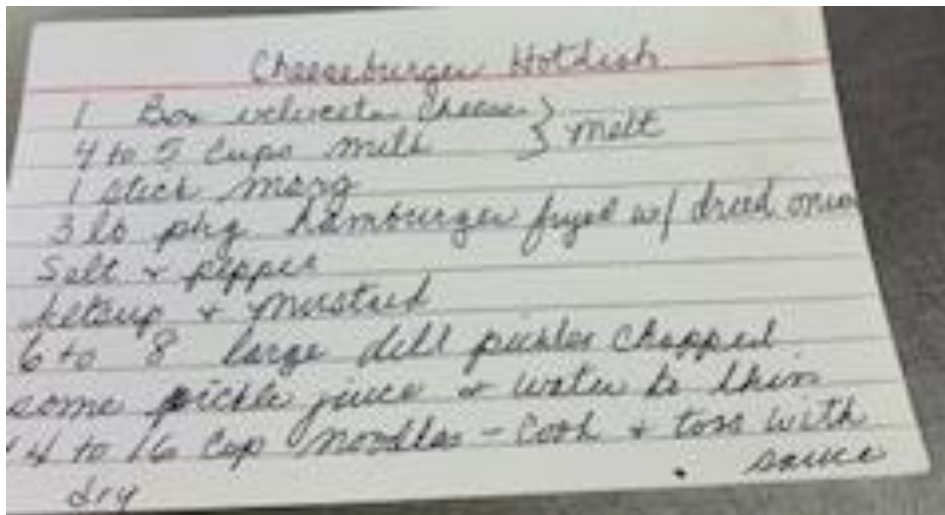 Cheeseburger Hotdish
1 Box velveeta Cheese } melt
4 to 5 Cups milk
1 stick marg
3 lb pkg hamburger fryed w/ dried onion
Salt & pepper
ketsup & Mustard
6 to 8 large dill pickles chopped
some pickle juice & water to thin
14 to 16 Cup Noodles - Cook & toss with
sauce
dry